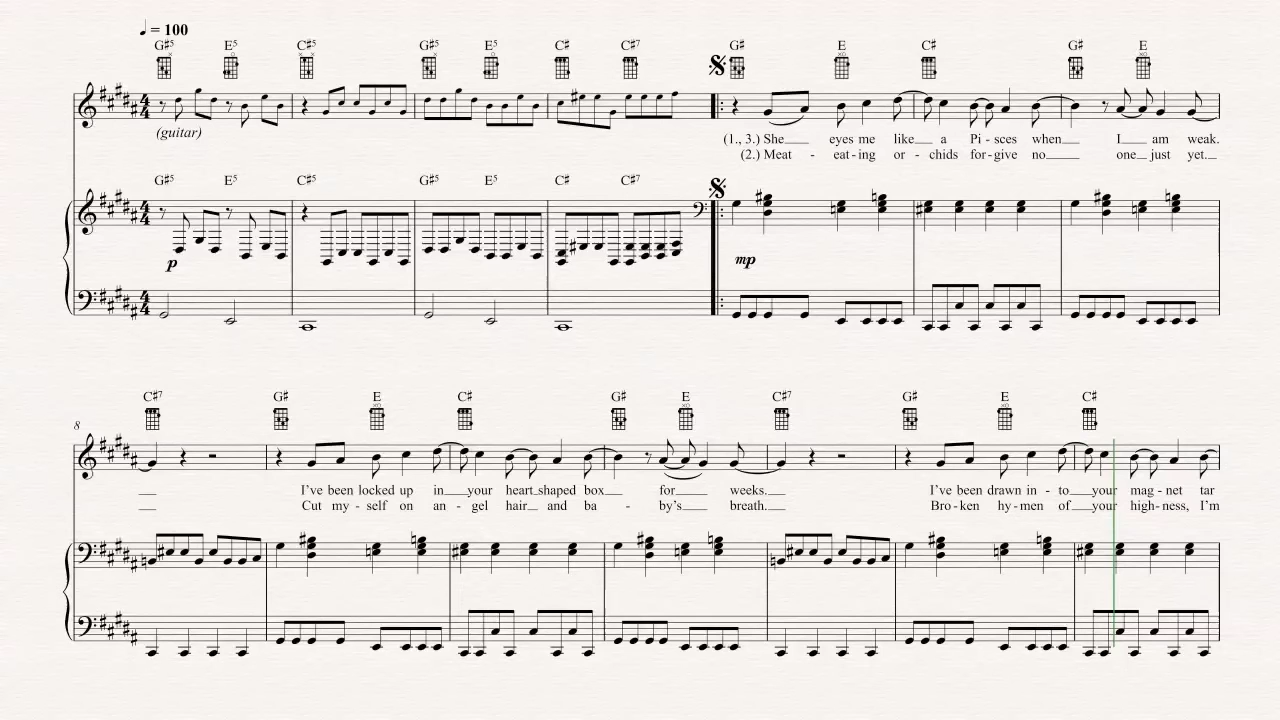 ♩ = 100
G♯5 E5 C♯5 G♯5 E5 C♯ C♯7 G♯ E C♯ G♯ E
(guitar)
(1., 3.) She eyes me like a Pi - sces when I am weak.
(2.) Meat - eat - ing or - chids for - give no one just yet.
G♯5 E5 C♯5 G♯5 E5 C♯ C♯7
p
mp
C♯7 G♯ E C♯ G♯ E C♯7 G♯ E C♯
8
I've been locked up in your heart shaped box for weeks. I've been drawn in - to your mag - net tar
Cut my - self on an - gel hair and ba - by's breath. Bro - ken hy - men of your high - ness, I'm